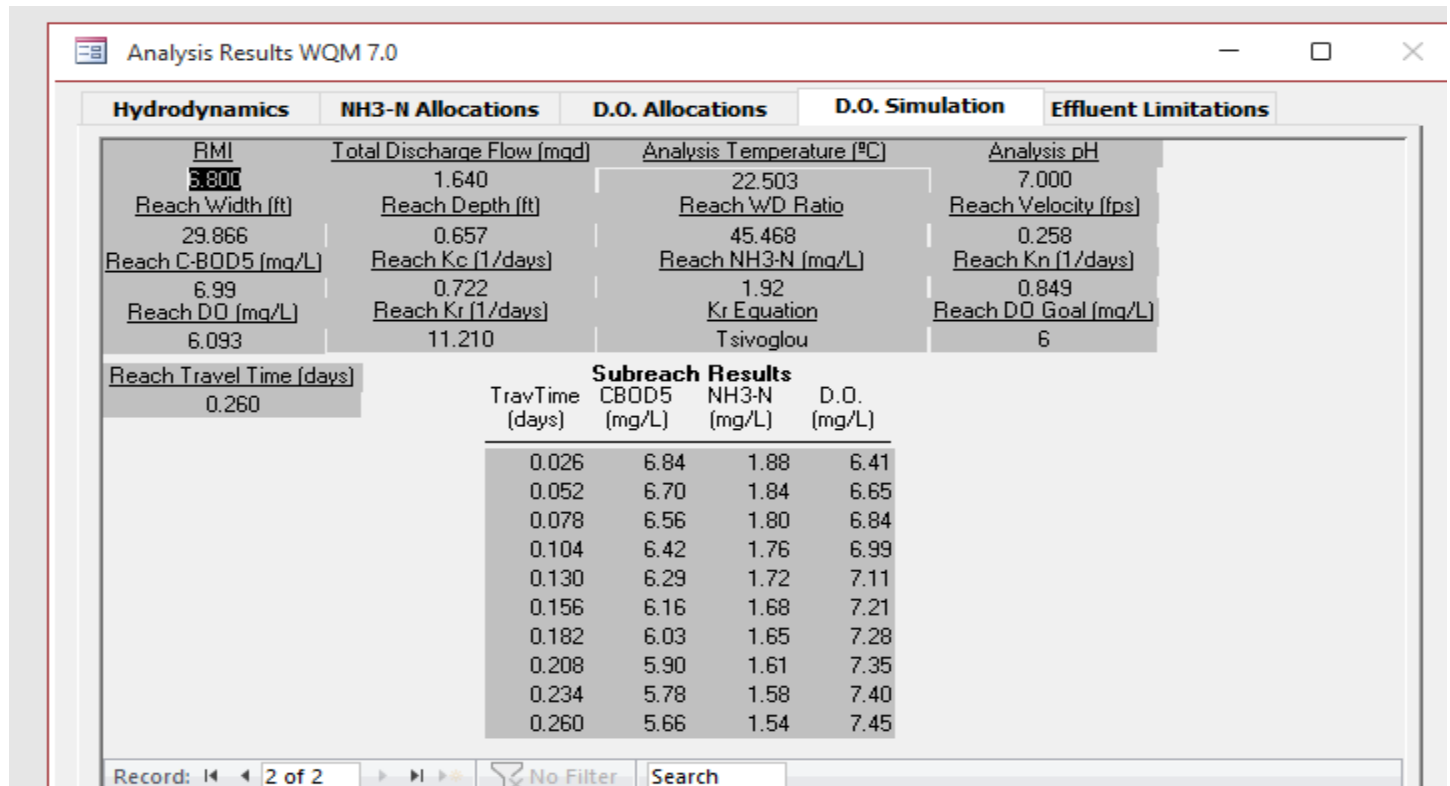 Analysis Results WQM 7.0
Hydrodynamics NH3-N Allocations D.O. Allocations D.O. Simulation Effluent Limitations
RMI Total Discharge Flow (mgd) Analysis Temperature (ºC) Analysis pH
6.800 1.640 22.503 7.000
Reach Width (ft) Reach Depth (ft) Reach WD Ratio Reach Velocity (fps)
29.866 0.657 45.468 0.258
Reach C-BOD5 (mg/L) Reach Kc (1/days) Reach NH3-N (mg/L) Reach Kn (1/days)
6.99 0.722 1.92 0.849
Reach DO (mg/L) Reach Kr (1/days) Kr Equation Reach DO Goal (mg/L)
6.093 11.210 Tsivoglou 6
Reach Travel Time (days) Subreach Results
0.260 TravTime CBOD5 NH3-N D.O.
(days) (mg/L) (mg/L) (mg/L)
0.026 6.84 1.88 6.41
0.052 6.70 1.84 6.65
0.078 6.56 1.80 6.84
0.104 6.42 1.76 6.99
0.130 6.29 1.72 7.11
0.156 6.16 1.68 7.21
0.182 6.03 1.65 7.28
0.208 5.90 1.61 7.35
0.234 5.78 1.58 7.40
0.260 5.66 1.54 7.45
Record: 2 of 2 No Filter Search